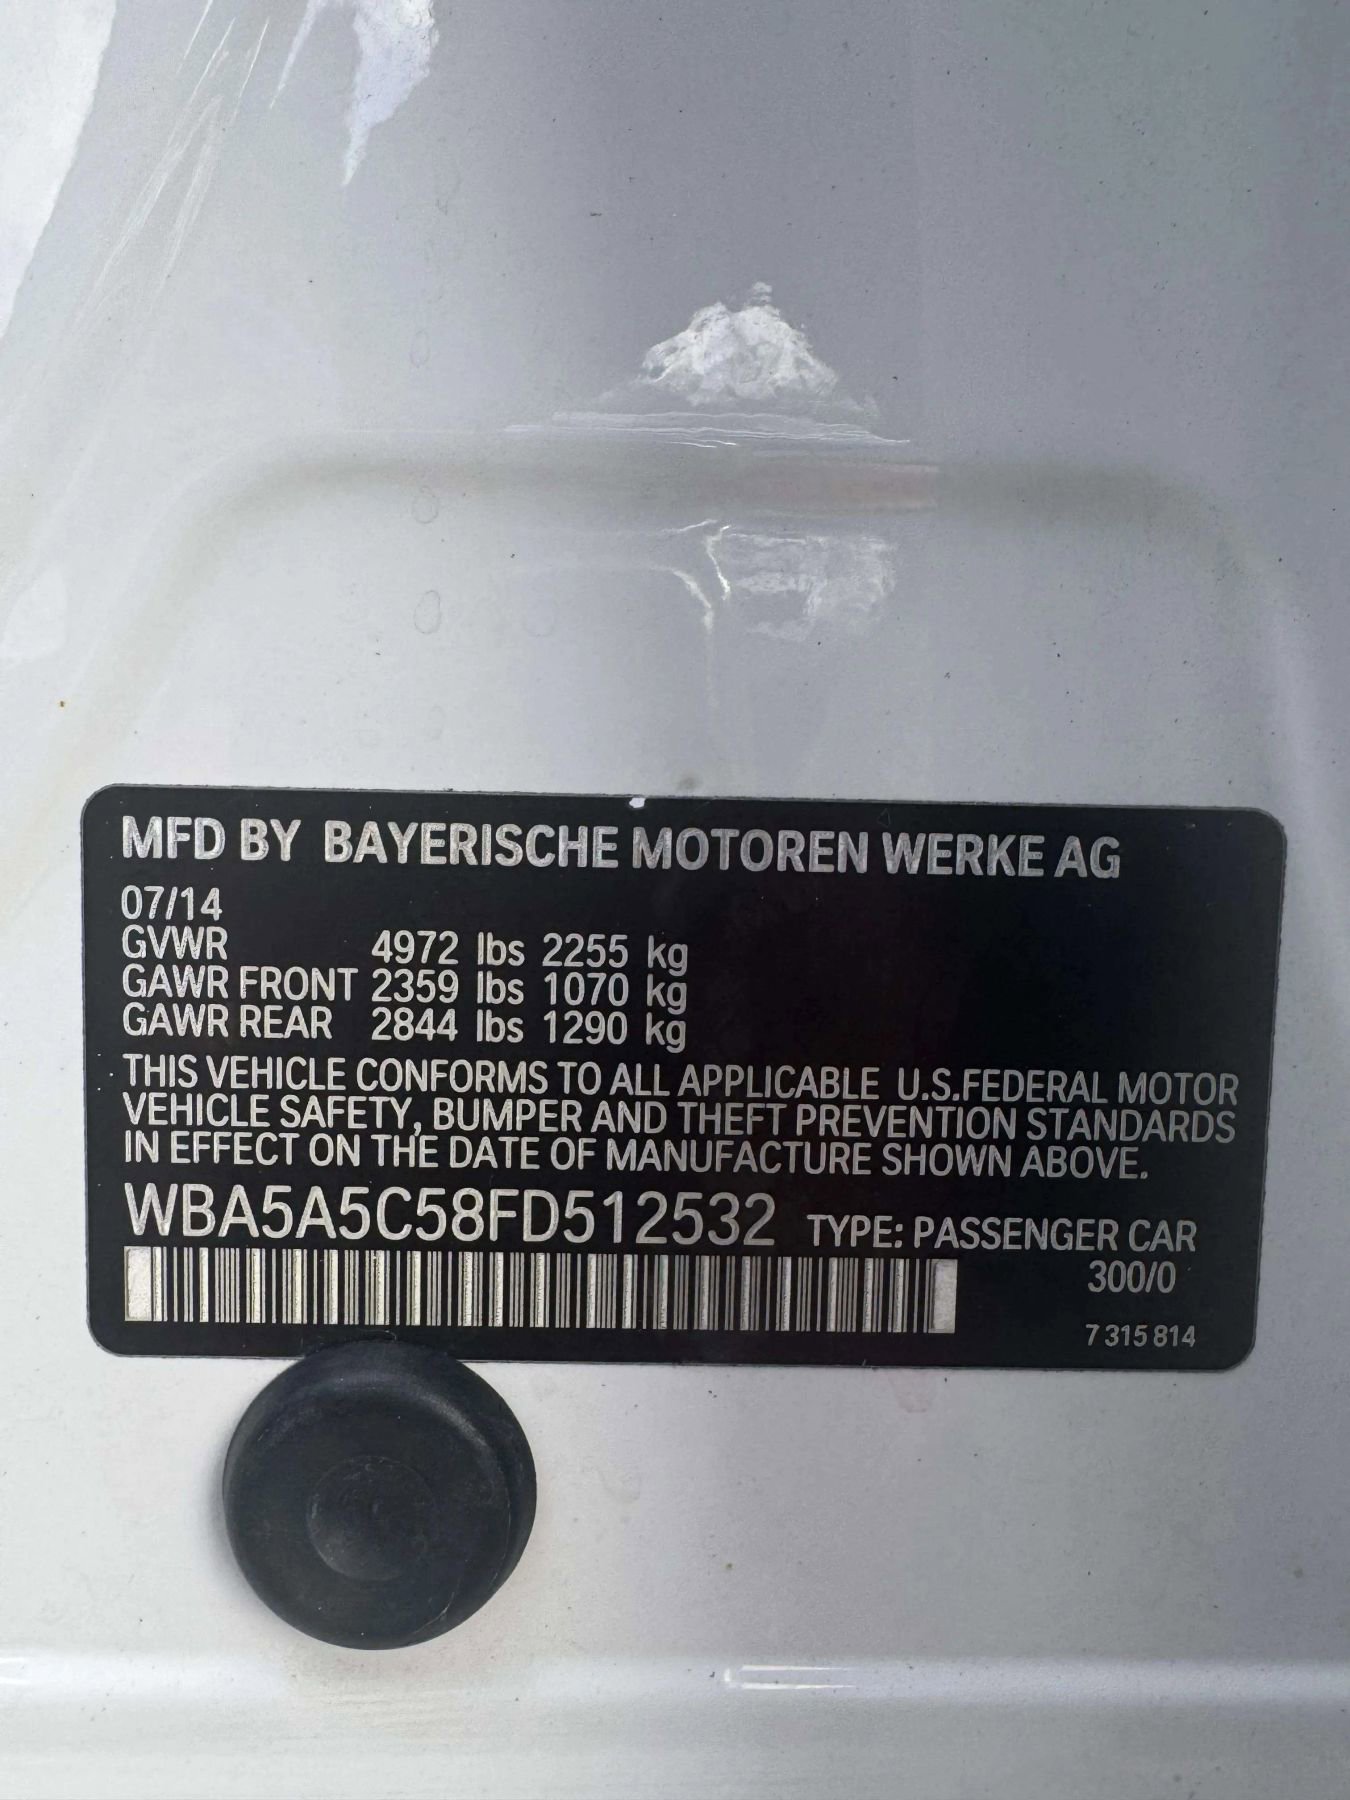 MFD BY BAYERISCHE MOTOREN WERKE AG
07/14
GVWR 4972 lbs 2255 kg
GAWR FRONT 2359 lbs 1070 kg
GAWR REAR 2844 lbs 1290 kg
THIS VEHICLE CONFORMS TO ALL APPLICABLE U.S.FEDERAL MOTOR
VEHICLE SAFETY, BUMPER AND THEFT PREVENTION STANDARDS
IN EFFECT ON THE DATE OF MANUFACTURE SHOWN ABOVE.
WBA5A5C58FD512532 TYPE: PASSENGER CAR
300/0
7 315 814